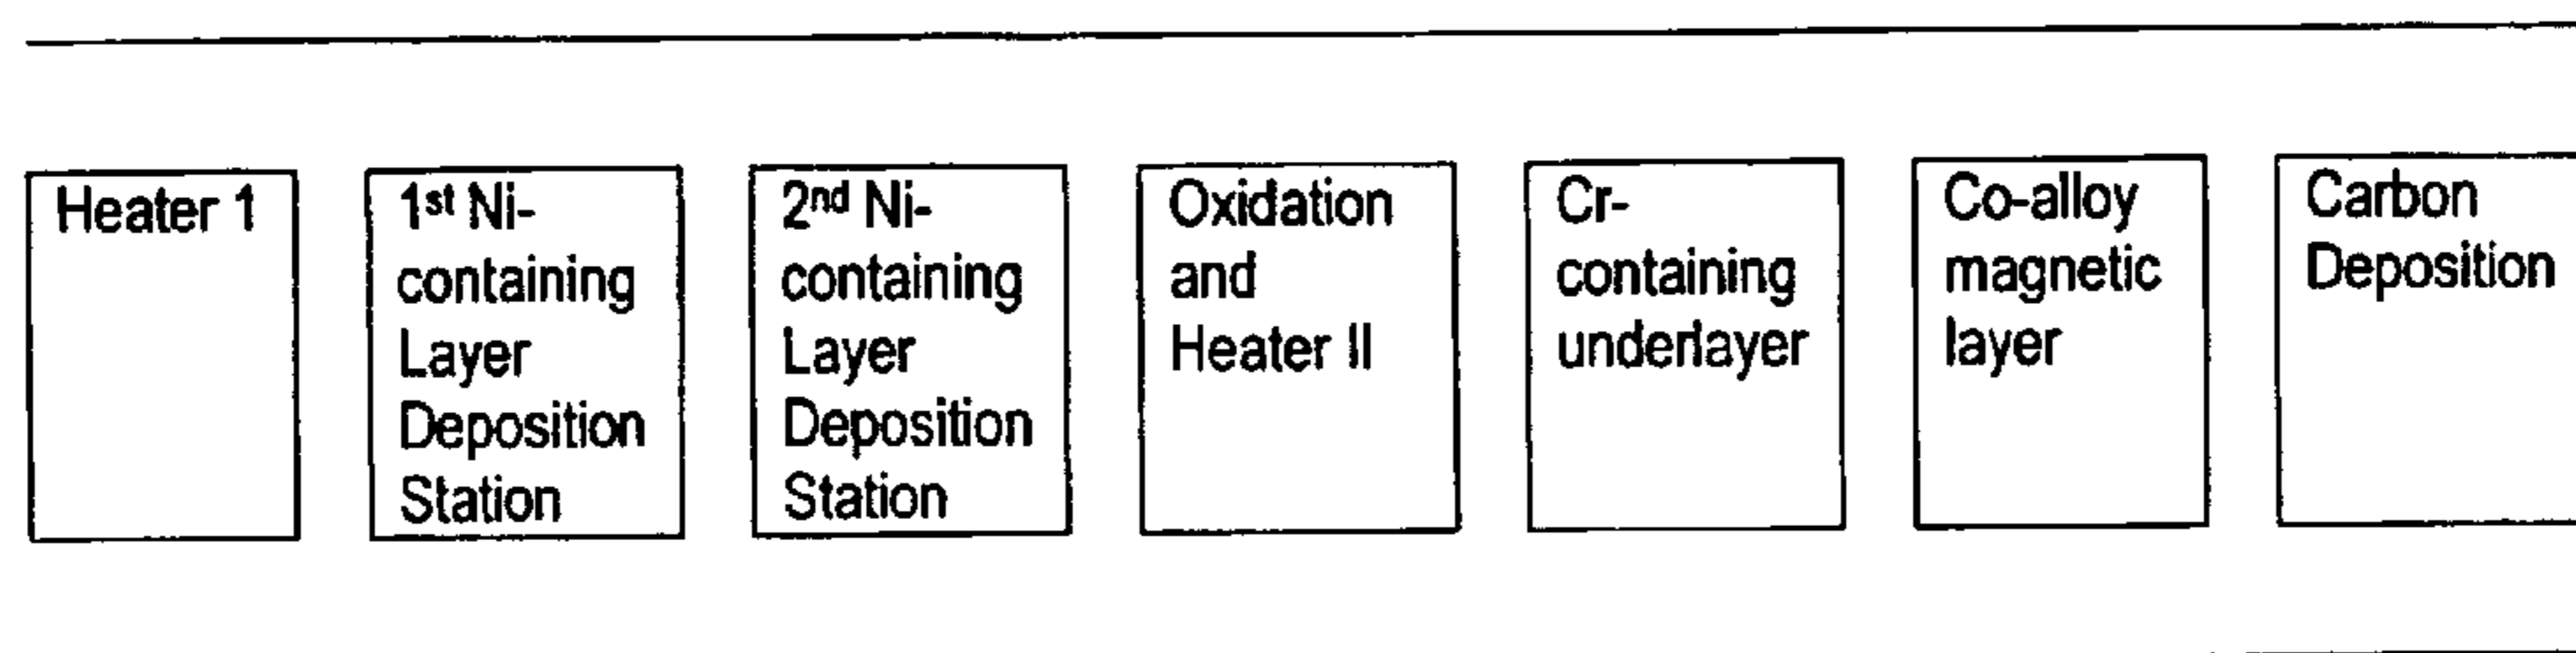 Heater 1
1st Ni-
containing
Layer
Deposition
Station
2nd Ni-
containing
Layer
Deposition
Station
Oxidation
and
Heater II
Cr-
containing
underlayer
Co-alloy
magnetic
layer
Carbon
Deposition